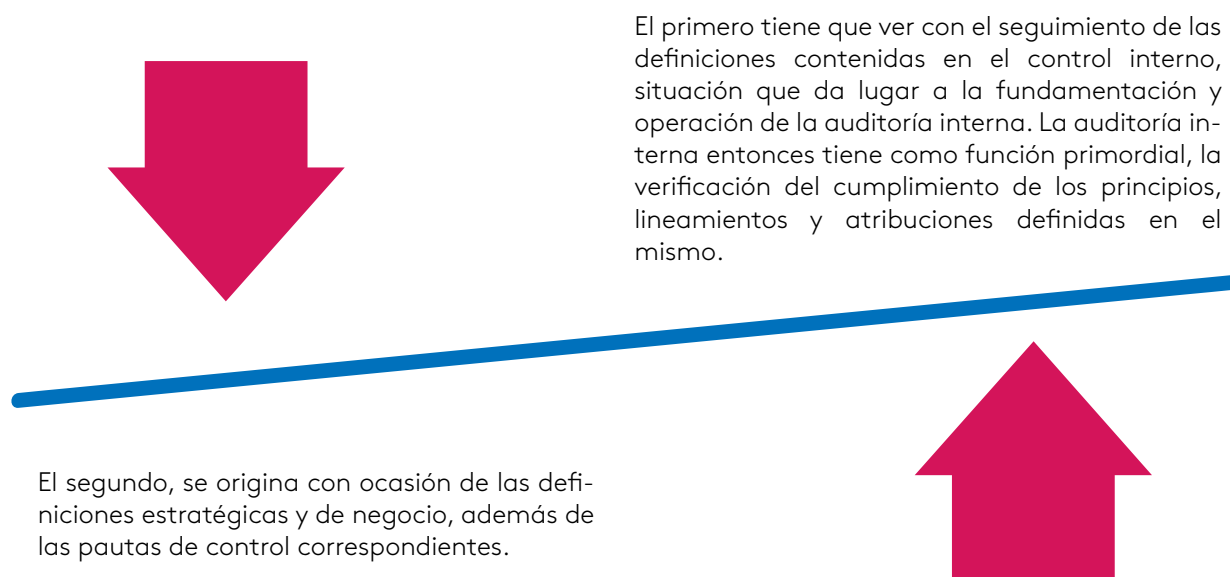 El primero tiene que ver con el seguimiento de las
definiciones contenidas en el control interno,
situación que da lugar a la fundamentación y
operación de la auditoría interna. La auditoría in-
terna entonces tiene como función primordial, la
verificación del cumplimiento de los principios,
lineamientos y atribuciones definidas en el
mismo.
El segundo, se origina con ocasión de las defi-
niciones estratégicas y de negocio, además de
las pautas de control correspondientes.